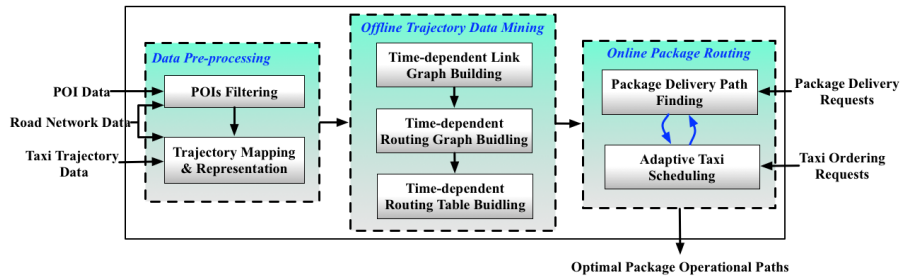 Data Pre-processing
POIs Filtering
Trajectory Mapping
& Representation
POI Data
Road Network Data
Taxi Trajectory
Data
Offline Trajectory Data Mining
Time-dependent Link
Graph Building
Time-dependent
Routing Graph Buidling
Time-dependent
Routing Table Buidling
Online Package Routing
Package Delivery Path
Finding
Adaptive Taxi
Scheduling
Package Delivery
Requests
Taxi Ordering
Requests
Optimal Package Operational Paths